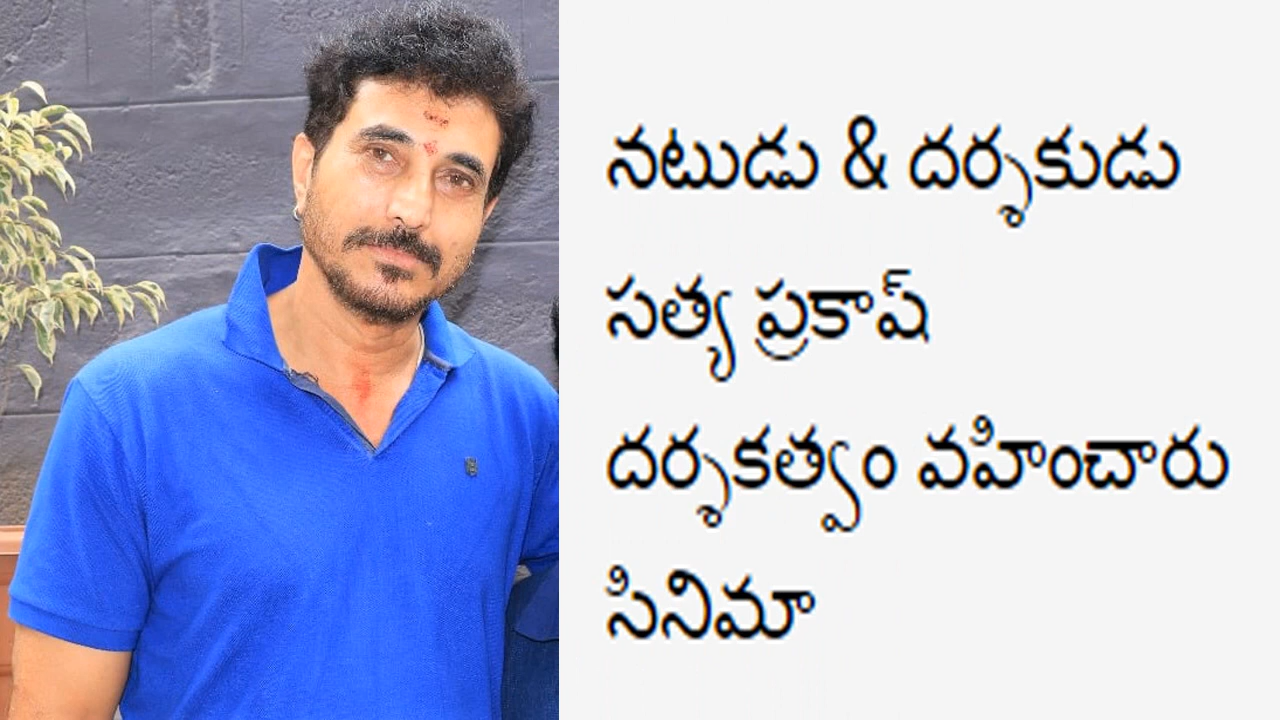 నటుడు & దర్శకుడు
సత్య ప్రకాష్
దర్శకత్వం వహించారు
సినిమా